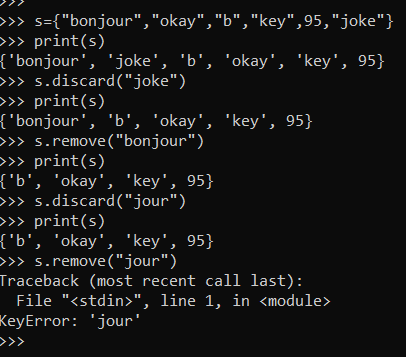 >>>
>>> s={"bonjour","okay","b","key",95,"joke"}
>>> print(s)
{'bonjour', 'joke', 'b', 'okay', 'key', 95}
>>> s.discard("joke")
>>> print(s)
{'bonjour', 'b', 'okay', 'key', 95}
>>> s.remove("bonjour")
>>> print(s)
{'b', 'okay', 'key', 95}
>>> s.discard("jour")
>>> print(s)
{'b', 'okay', 'key', 95}
>>> s.remove("jour")
Traceback (most recent call last):
  File "<stdin>", line 1, in <module>
KeyError: 'jour'
>>>